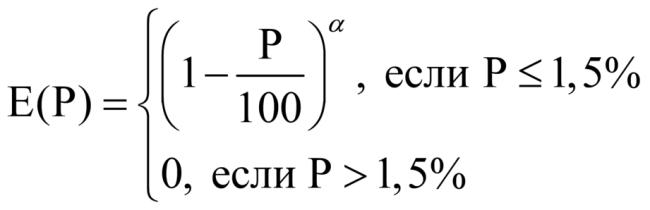 E(P) = { (1 − P/100)^α , если P ≤ 1,5%
0, если P > 1,5%